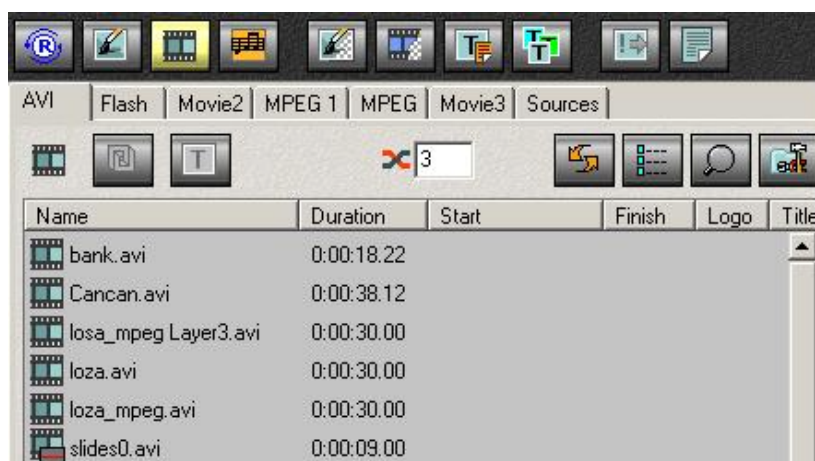 R T T T
AVI Flash Movie2 MPEG 1 MPEG Movie3 Sources
T 3
Name Duration Start Finish Logo Title
bank.avi 0:00:18.22
Cancan.avi 0:00:38.12
losa_mpeg Layer3.avi 0:00:30.00
loza.avi 0:00:30.00
loza_mpeg.avi 0:00:30.00
slides0.avi 0:00:09.00